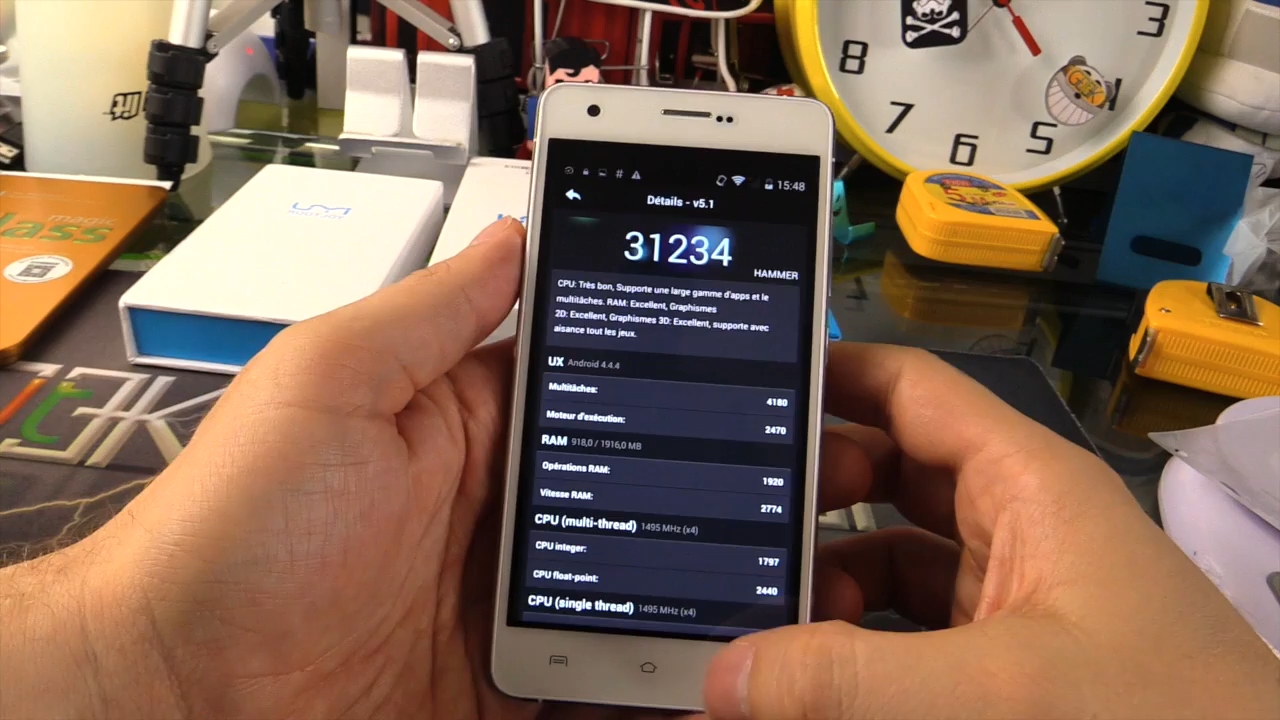 15:48
Détails - v5.1
31234
HAMMER
CPU: Très bon, Supporte une large gamme d'apps et le
multitâches. RAM: Excellent, Graphismes
2D: Excellent, Graphismes 3D: Excellent, supporte avec
aisance tout les jeux.
UX Android 4.4.4
Multitâches: 4180
Moteur d'exécution: 2470
RAM 918,0 / 1916,0 MB
Opérations RAM: 1920
Vitesse RAM: 2774
CPU (multi-thread) 1495 MHz (x4)
CPU integer: 1797
CPU float-point: 2440
CPU (single thread) 1495 MHz (x4)
magic
UMI
3
5
6
7
8